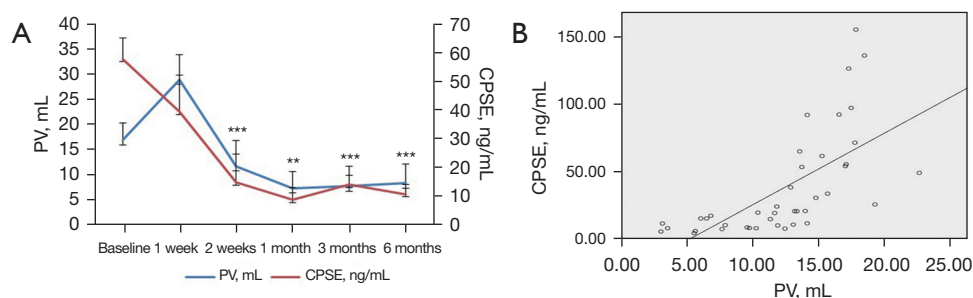 A
PV, mL
40
35
30
25
20
15
10
5
0
***
**
***
***
70
60
50
40
30
20
10
0
CPSE, ng/mL
Baseline 1 week 2 weeks 1 month 3 months 6 months
PV, mL CPSE, ng/mL
B
CPSE, ng/mL
150.00
100.00
50.00
0.00
0.00 5.00 10.00 15.00 20.00 25.00
PV, mL